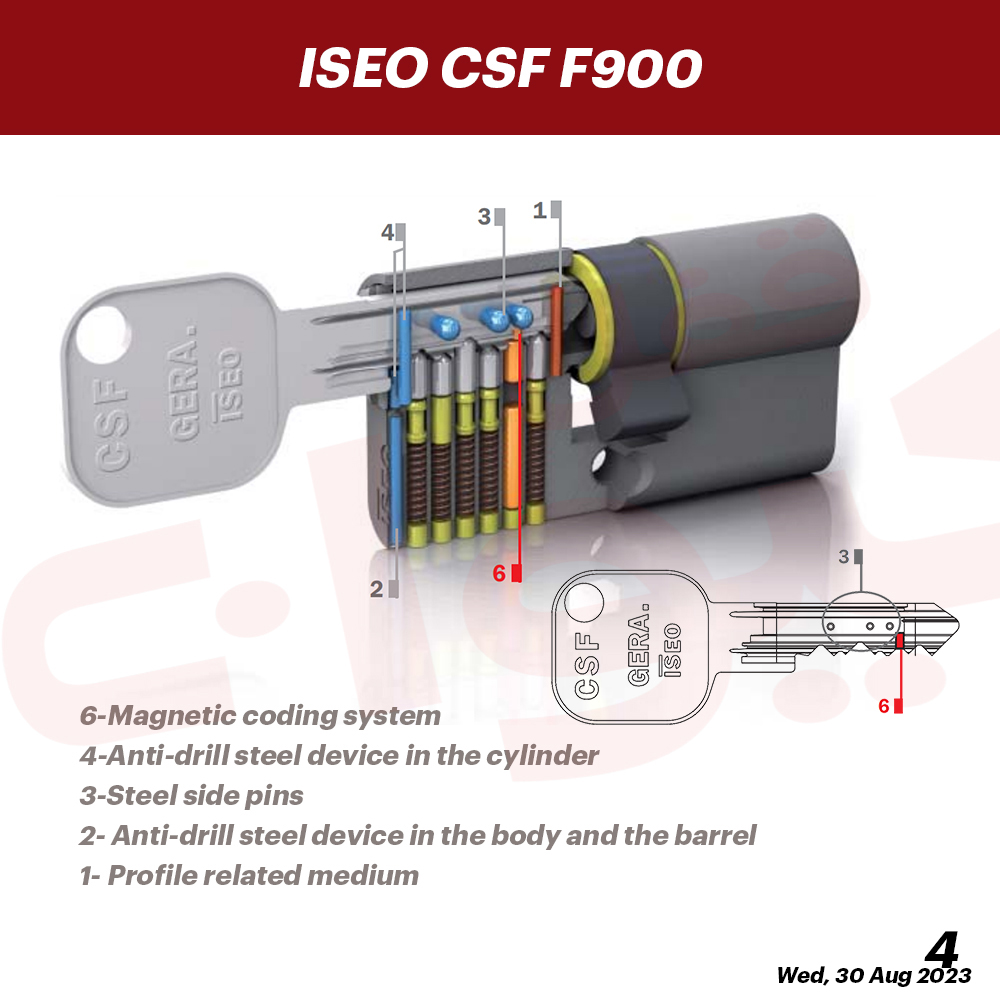 ISEO CSF F900
4
3
1
CSF
GERA.
ISEO
2
6
3
CSF
GERA.
ISEO
6
6-Magnetic coding system
4-Anti-drill steel device in the cylinder
3-Steel side pins
2- Anti-drill steel device in the body and the barrel
1- Profile related medium
4
Wed, 30 Aug 2023